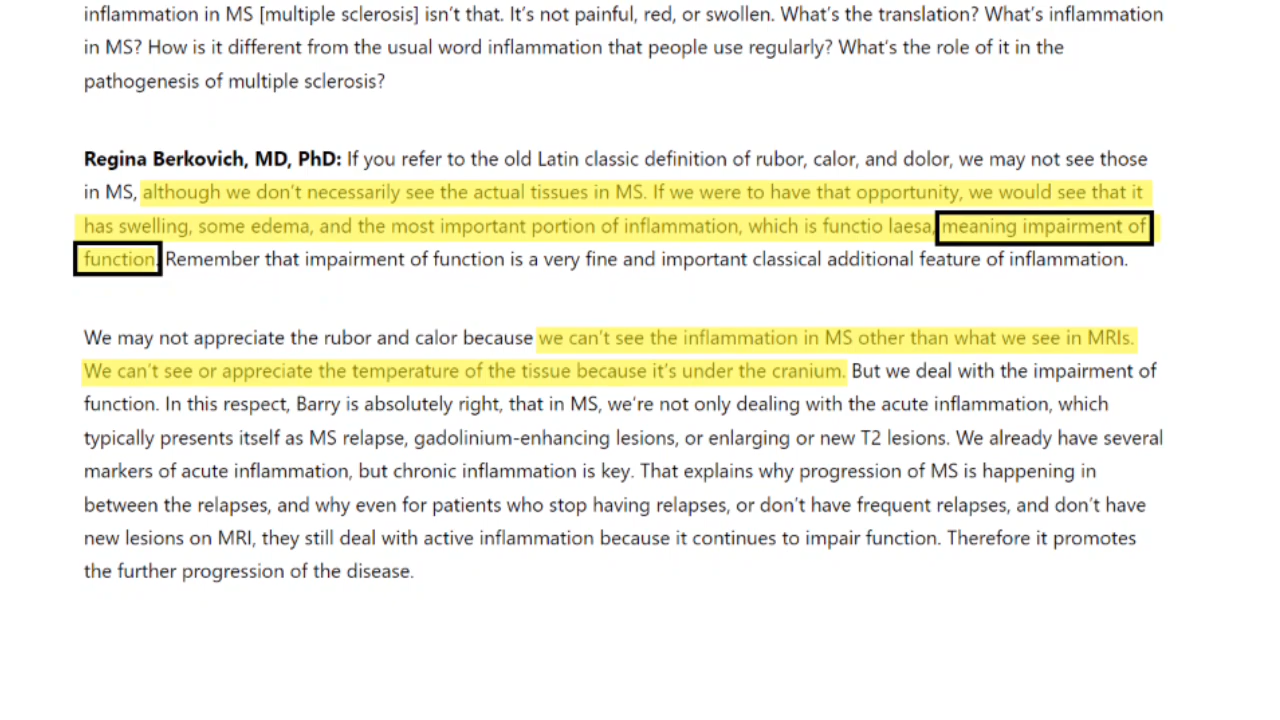 inflammation in MS [multiple sclerosis] isn’t that. It’s not painful, red, or swollen. What’s the translation? What’s inflammation
in MS? How is it different from the usual word inflammation that people use regularly? What’s the role of it in the
pathogenesis of multiple sclerosis?
Regina Berkovich, MD, PhD: If you refer to the old Latin classic definition of rubor, calor, and dolor, we may not see those
in MS, although we don’t necessarily see the actual tissues in MS. If we were to have that opportunity, we would see that it
has swelling, some edema, and the most important portion of inflammation, which is functio laesa, meaning impairment of
function. Remember that impairment of function is a very fine and important classical additional feature of inflammation.
We may not appreciate the rubor and calor because we can’t see the inflammation in MS other than what we see in MRIs.
We can’t see or appreciate the temperature of the tissue because it’s under the cranium. But we deal with the impairment of
function. In this respect, Barry is absolutely right, that in MS, we’re not only dealing with the acute inflammation, which
typically presents itself as MS relapse, gadolinium-enhancing lesions, or enlarging or new T2 lesions. We already have several
markers of acute inflammation, but chronic inflammation is key. That explains why progression of MS is happening in
between the relapses, and why even for patients who stop having relapses, or don’t have frequent relapses, and don’t have
new lesions on MRI, they still deal with active inflammation because it continues to impair function. Therefore it promotes
the further progression of the disease.